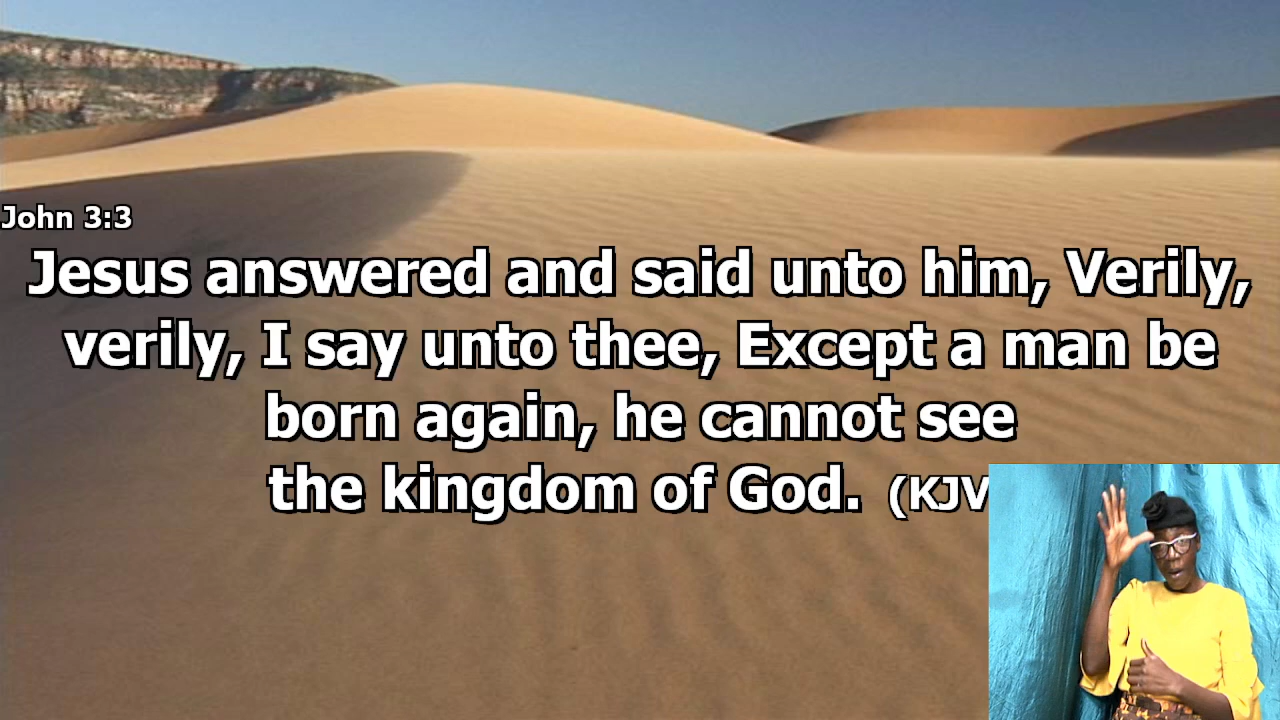 John 3:3
Jesus answered and said unto him, Verily,
verily, I say unto thee, Except a man be
born again, he cannot see
the kingdom of God. (KJV